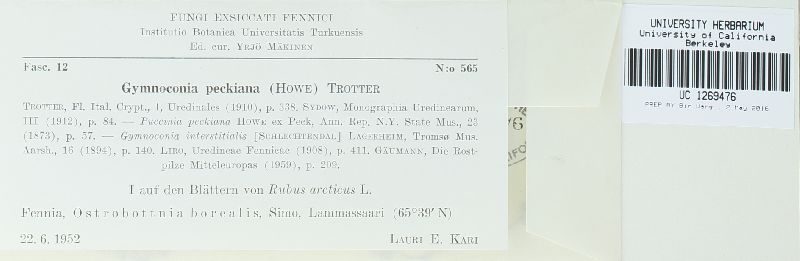 FUNGI EXSICCATI FENNICI
Institutio Botanica Universitatis Turkuensis
Ed. cur. YRJÖ MÄKINEN
Fasc. 12 N:o 565
Gymnoconia peckiana (HOWE) TROTTER
TROTTER, Fl. Ital. Crypt., 1, Uredinales (1910), p. 338. SYDOW, Monographia Uredinearum,
III (1912), p. 84. — Puccinia peckiana HOWE ex Peck, Ann. Rep. N.Y. State Mus., 23
(1873), p. 57. — Gymnoconia interstitialis [SCHLECHTENDAL] LAGERHEIM, Tromsø Mus.
Aarsh., 16 (1894), p. 140. LIRO, Uredineae Fennicae (1908), p. 411. GÄUMANN, Die Rost-
pilze Mitteleuropas (1959), p. 209.
I auf den Blättern von Rubus arcticus L.
Fennia, Ostrobottnia borealis, Simo, Lammassaari (65°39' N)
22. 6. 1952 LAURI E. KARI
UNIVERSITY HERBARIUM
University of California
Berkeley
UC 1269476
2 May 2016